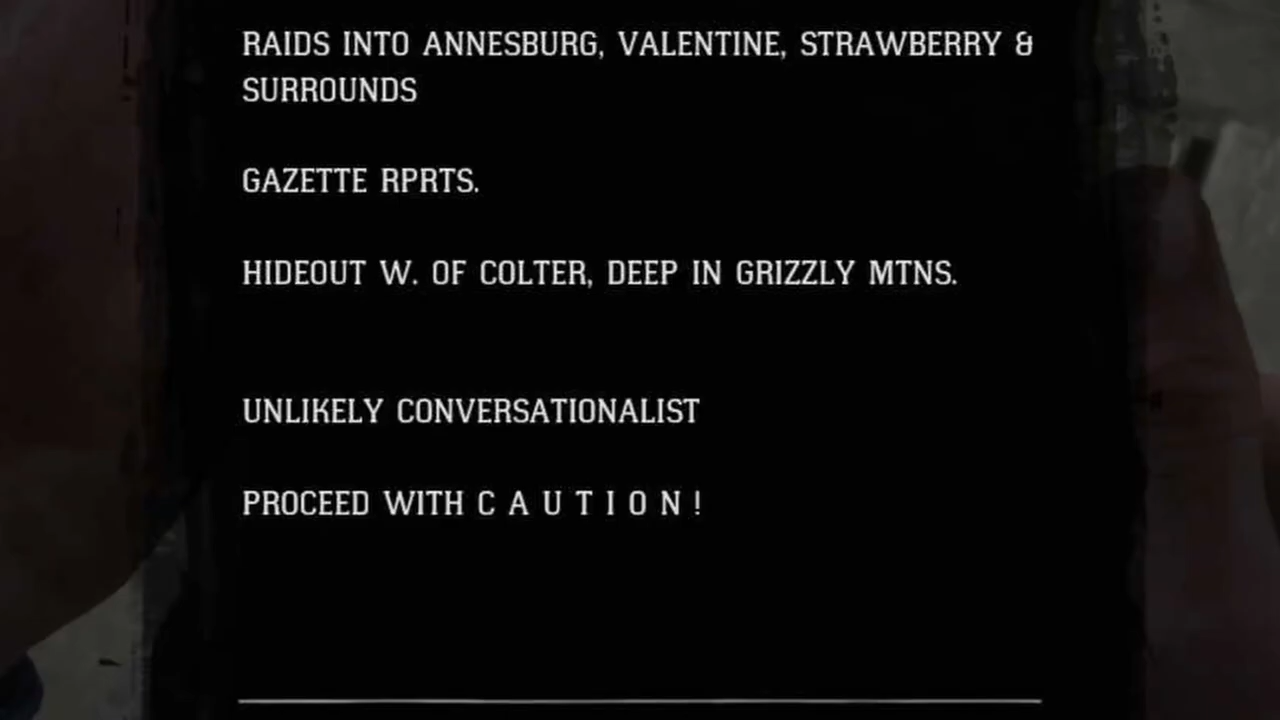 RAIDS INTO ANNESBURG, VALENTINE, STRAWBERRY &
SURROUNDS
GAZETTE RPRTS.
HIDEOUT W. OF COLTER, DEEP IN GRIZZLY MTNS.
UNLIKELY CONVERSATIONALIST
PROCEED WITH C A U T I O N !